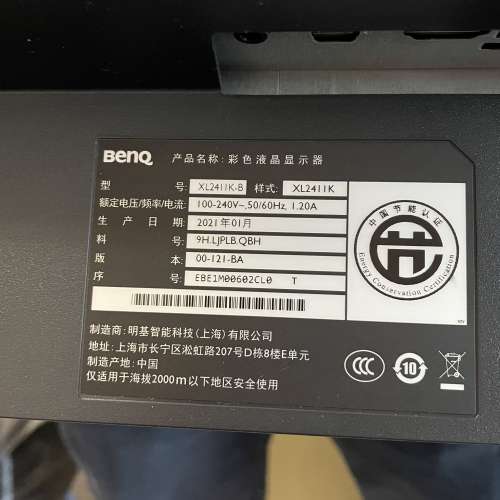 BenQ 产品名称: 彩色液晶显示器
型 号: XL2411K-B 样式: XL2411K
额定电压/频率/电流: 100-240V~,50/60Hz, 1.20A
出 厂 日 期: 2021年01月
料 号: 9H.LJPLB.QBH
版 本: 00-121-BA
序 号: EBE1M00602CL0 T
中国节能认证
Energy Conservation Certification
制造商: 明基智能科技(上海)有限公司
地址: 上海市长宁区淞虹路207号D栋8楼E单元
制造产地: 中国
仅适用于海拔2000m以下地区安全使用
CCC
10